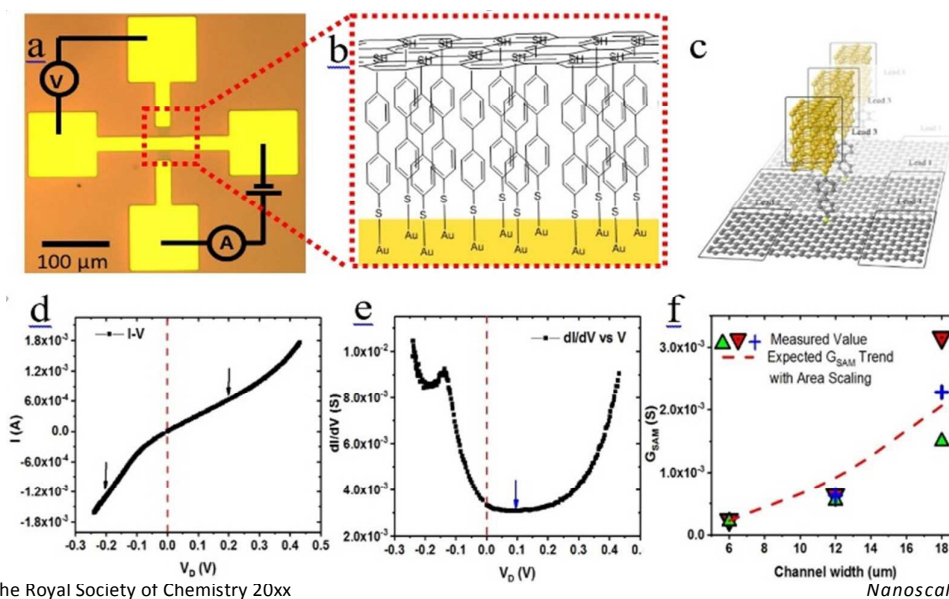 a
V
A
100 µm
b
SH SH SH SH SH SH SH SH SH
S S S S S S S S S
Au Au Au Au Au Au Au Au Au
c
Lead 3
Lead 3
Lead 1
d
I-V
I (A)
1.8x10⁻³
1.2x10⁻³
6.0x10⁻⁴
0.0
-6.0x10⁻⁴
-1.2x10⁻³
-1.8x10⁻³
-0.3 -0.2 -0.1 0.0 0.1 0.2 0.3 0.4 0.5
V_D (V)
e
dI/dV vs V
dI/dV (S)
1.0x10⁻²
8.0x10⁻³
6.0x10⁻³
4.0x10⁻³
2.0x10⁻³
-0.3 -0.2 -0.1 0.0 0.1 0.2 0.3 0.4
V_D (V)
f
Measured Value
Expected G_SAM Trend
with Area Scaling
G_SAM (S)
3.0x10⁻³
2.0x10⁻³
1.0x10⁻³
0.0
6 8 10 12 14 16 18
Channel width (um)
he Royal Society of Chemistry 20xx
Nanoscal